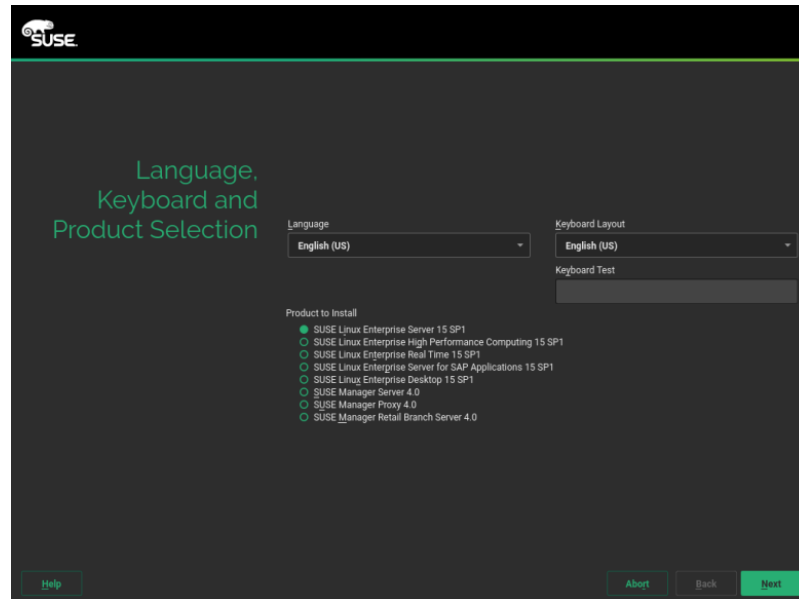 SUSE
Language,
Keyboard and
Product Selection
Language
Keyboard Layout
English (US)
English (US)
Keyboard Test
Product to Install
SUSE Linux Enterprise Server 15 SP1
SUSE Linux Enterprise High Performance Computing 15 SP1
SUSE Linux Enterprise Real Time 15 SP1
SUSE Linux Enterprise Server for SAP Applications 15 SP1
SUSE Linux Enterprise Desktop 15 SP1
SUSE Manager Server 4.0
SUSE Manager Proxy 4.0
SUSE Manager Retail Branch Server 4.0
Help
Abort
Back
Next